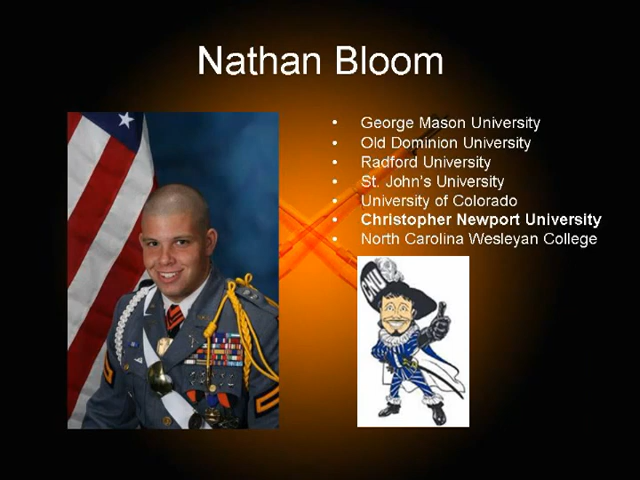 Nathan Bloom
• George Mason University
• Old Dominion University
• Radford University
• St. John's University
• University of Colorado
• Christopher Newport University
• North Carolina Wesleyan College
CNU